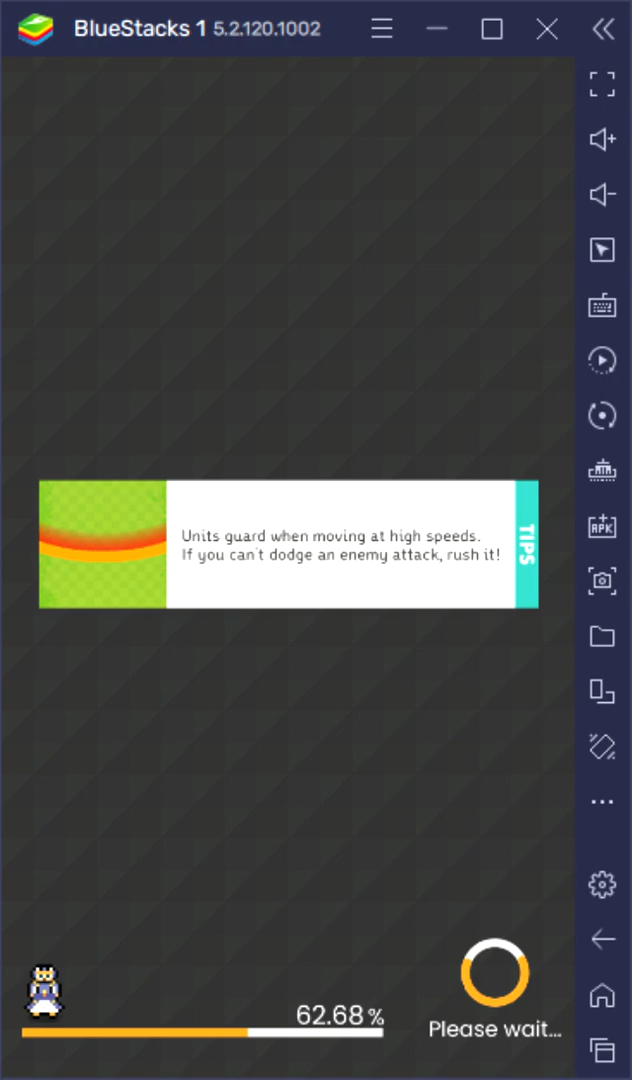 BlueStacks 1 5.2.120.1002
APK
Units guard when moving at high speeds.
If you can't dodge an enemy attack, rush it!
TIPS
62.68%
Please wait...